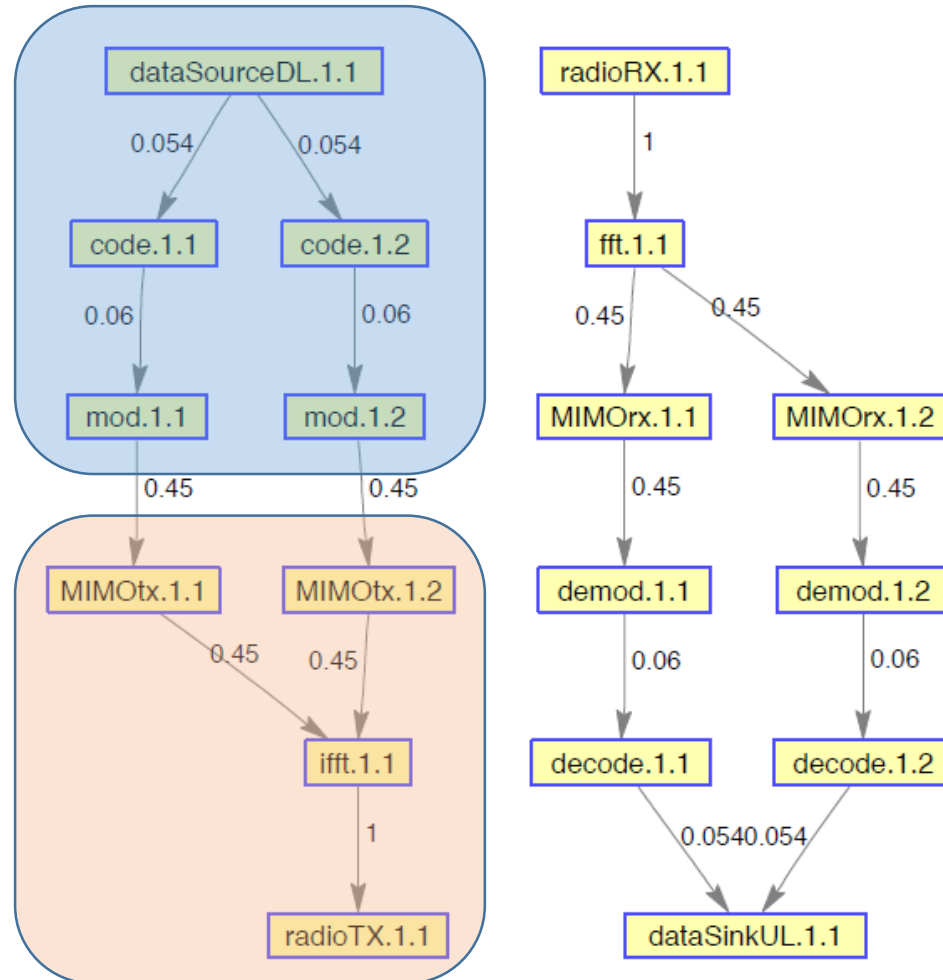 dataSourceDL.1.1
0.054
0.054
code.1.1
code.1.2
0.06
0.06
mod.1.1
mod.1.2
0.45
0.45
MIMOtx.1.1
MIMOtx.1.2
0.45
0.45
ifft.1.1
1
radioTX.1.1
radioRX.1.1
1
fft.1.1
0.45
0.45
MIMOrx.1.1
MIMOrx.1.2
0.45
0.45
demod.1.1
demod.1.2
0.06
0.06
decode.1.1
decode.1.2
0.054
0.054
dataSinkUL.1.1